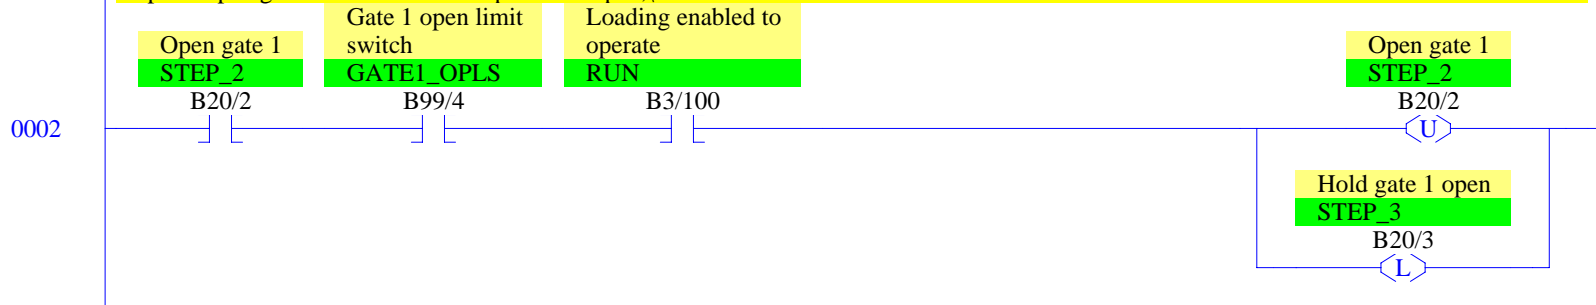 Open gate 1
STEP_2
B20/2
Gate 1 open limit
switch
GATE1_OPLS
B99/4
Loading enabled to
operate
RUN
B3/100
Open gate 1
STEP_2
B20/2
0002
U
Hold gate 1 open
STEP_3
B20/3
L